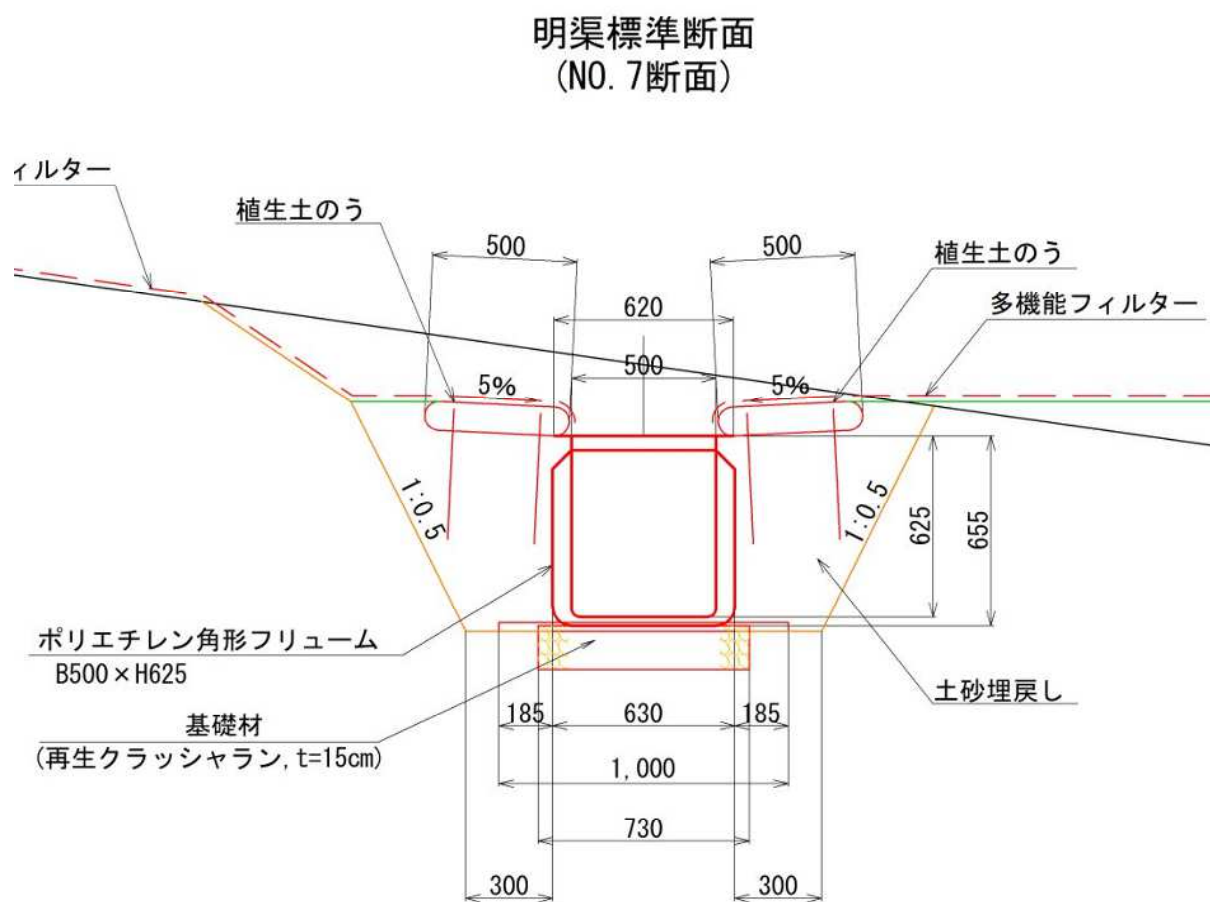 明渠標準断面
(NO.7断面)
ィルター
植生土のう
500
500
植生土のう
620
多機能フィルター
500
5%
5%
1:0.5
1:0.5
625
655
ポリエチレン角形フリューム
B500×H625
土砂埋戻し
基礎材
(再生クラッシャラン,t=15cm)
185
630
185
1,000
730
300
300